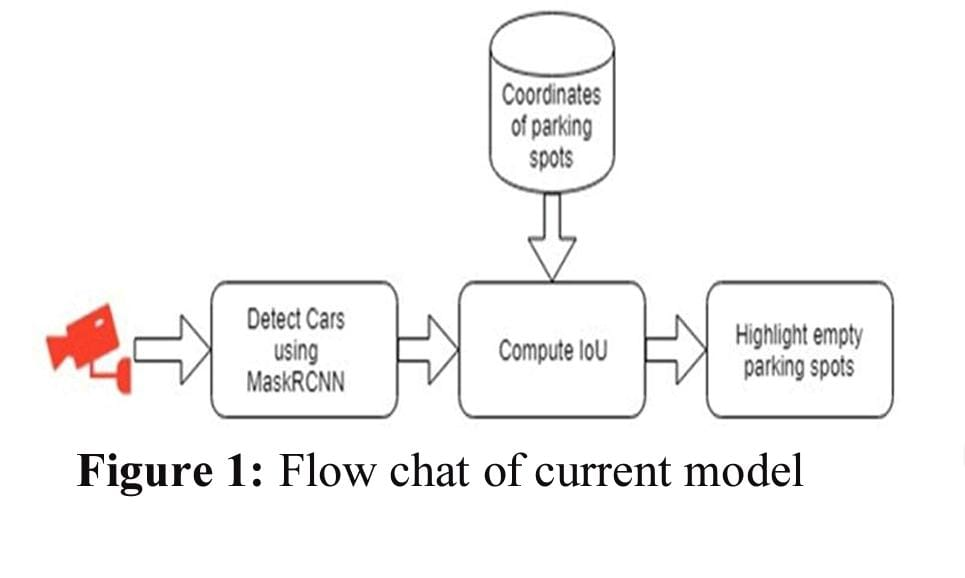 Coordinates
of parking
spots
Detect Cars
using
MaskRCNN
Compute IoU
Highlight empty
parking spots
Figure 1: Flow chat of current model